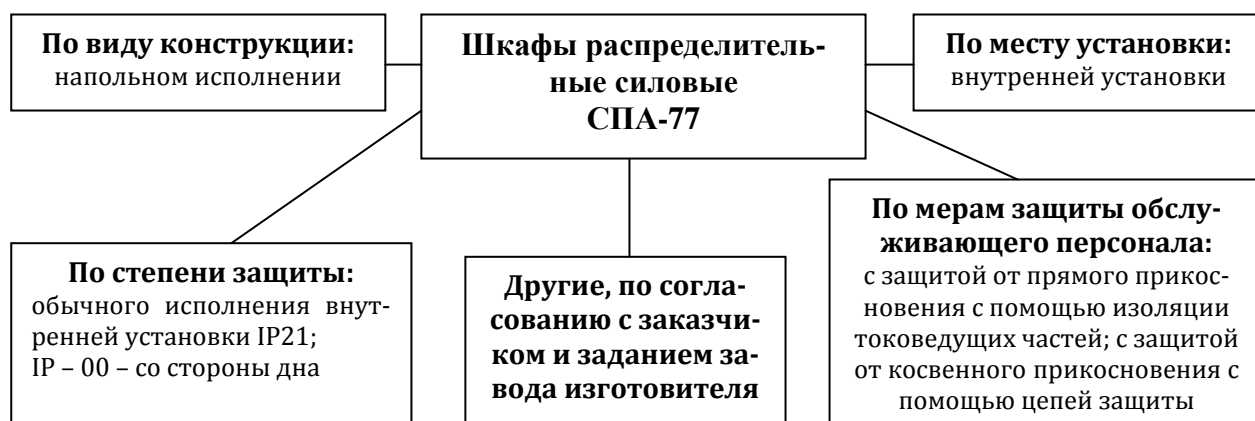 По виду конструкции:
напольном исполнении
Шкафы распределитель-
ные силовые
СПА-77
По месту установки:
внутренней установки
По степени защиты:
обычного исполнения внут-
ренней установки IP21;
IP – 00 – со стороны дна
Другие, по согла-
сованию с заказчи-
ком и заданием за-
вода изготовителя
По мерам защиты обслу-
живающего персонала:
с защитой от прямого прикос-
новения с помощью изоляции
токоведущих частей; с защитой
от косвенного прикосновения с
помощью цепей защиты